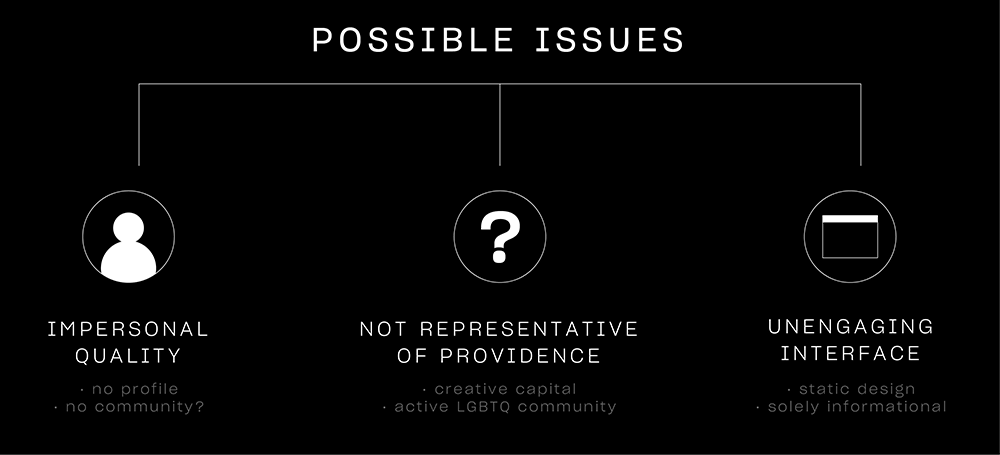 POSSIBLE ISSUES
?
IMPERSONAL
QUALITY
· no profile
· no community?
NOT REPRESENTATIVE
OF PROVIDENCE
· creative capital
· active LGBTQ community
UNENGAGING
INTERFACE
· static design
· solely informational